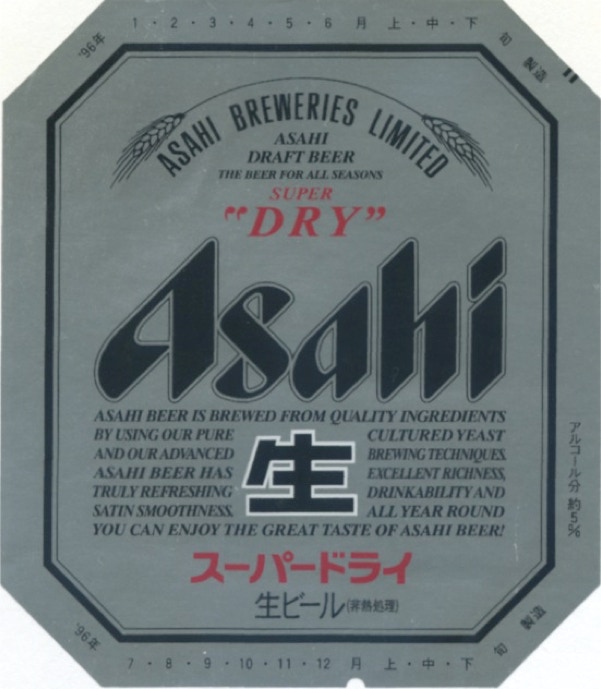 '96年 1・2・3・4・5・6 月 上・中・下 旬 製造
ASAHI BREWERIES LIMITED
ASAHI
DRAFT BEER
THE BEER FOR ALL SEASONS
SUPER
"DRY"
Asahi
ASAHI BEER IS BREWED FROM QUALITY INGREDIENTS
BY USING OUR PURE CULTURED YEAST
AND OUR ADVANCED BREWING TECHNIQUES.
ASAHI BEER HAS EXCELLENT RICHNESS,
TRULY REFRESHING DRINKABILITY AND
SATIN SMOOTHNESS. ALL YEAR ROUND
YOU CAN ENJOY THE GREAT TASTE OF ASAHI BEER!
生
スーパードライ
生ビール(非熱処理)
アルコール分 約5%
'96年 7・8・9・10・11・12 月 上・中・下 旬 製造